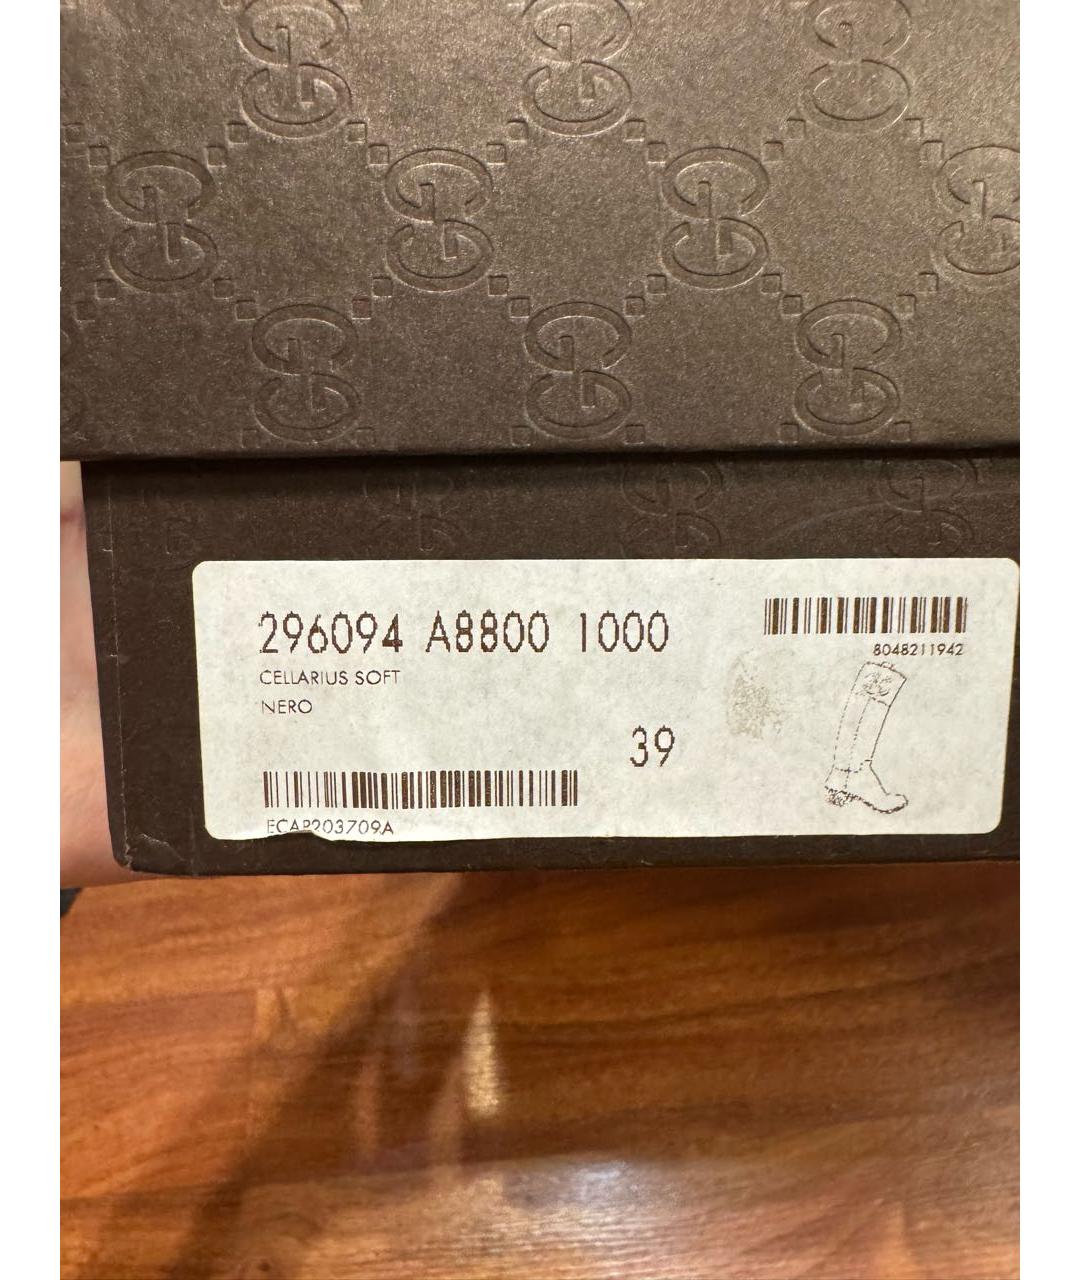 296094 A8800 1000
8048211942
CELLARIUS SOFT
NERO
39
ECAP203709A